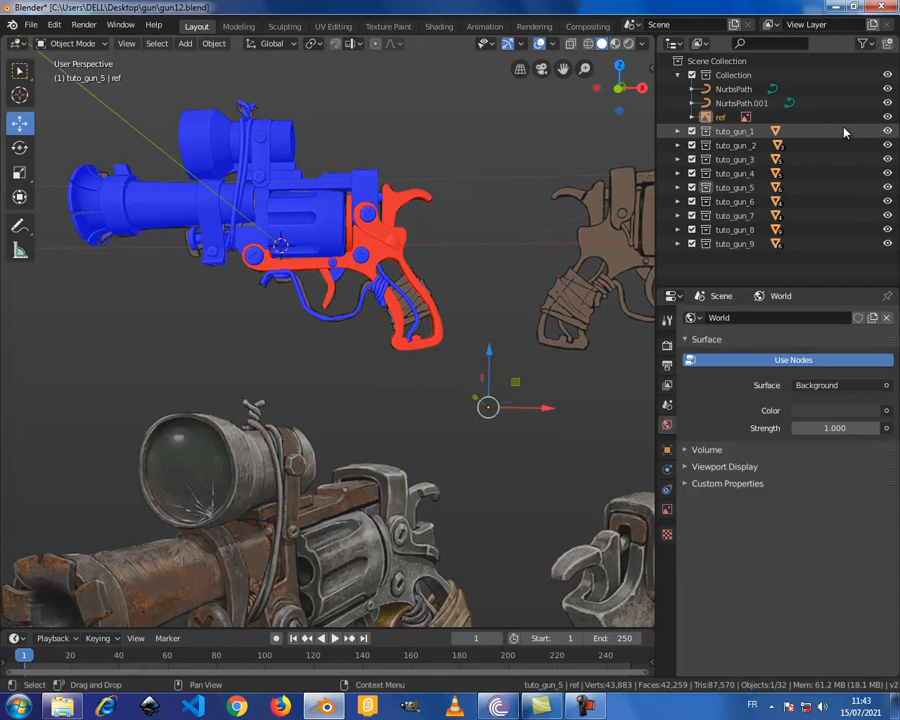 Blender* [C:\Users\DELL\Desktop\gun\gun12.blend]
File Edit Render Window Help Layout Modeling Sculpting UV Editing Texture Paint Shading Animation Rendering Compositing Scene View Layer
Object Mode View Select Add Object Global
User Perspective
(1) tuto_gun_5 | ref
Z
X
Scene Collection
Collection
NurbsPath
NurbsPath.001
ref
tuto_gun_1
tuto_gun_2
tuto_gun_3
tuto_gun_4
tuto_gun_5
tuto_gun_6
tuto_gun_7
tuto_gun_8
tuto_gun_9
Scene World
World
Surface
Use Nodes
Surface Background
Color
Strength 1.000
Volume
Viewport Display
Custom Properties
Playback Keying View Marker 1 Start: 1 End: 250
1 20 40 60 80 100 120 140 160 180 200 220 240
Select Drag and Drop Pan View Context Menu tuto_gun_5 | ref | Verts:43,883 | Faces:42,259 | Tris:87,570 | Objects:1/32 | Mem: 61.2 MB (18.1 MB) | v2
FR 11:43
15/07/2021